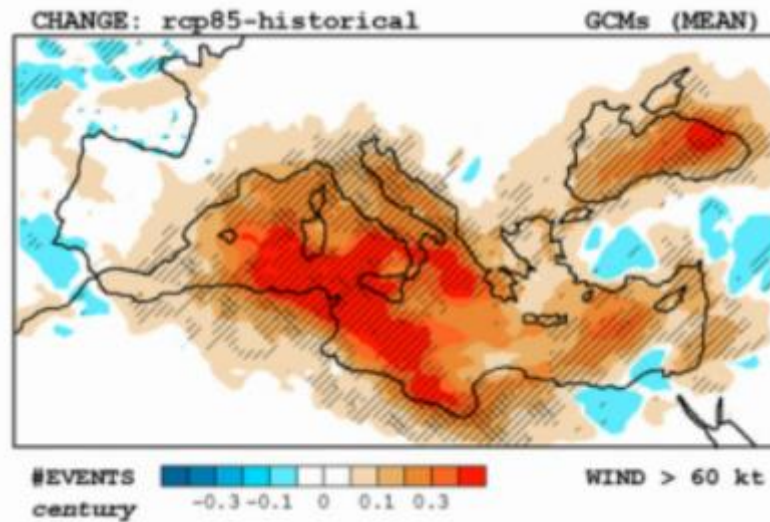 CHANGE: rcp85-historical GCMs (MEAN)
#EVENTS WIND > 60 kt
-0.3 -0.1 0 0.1 0.3
century